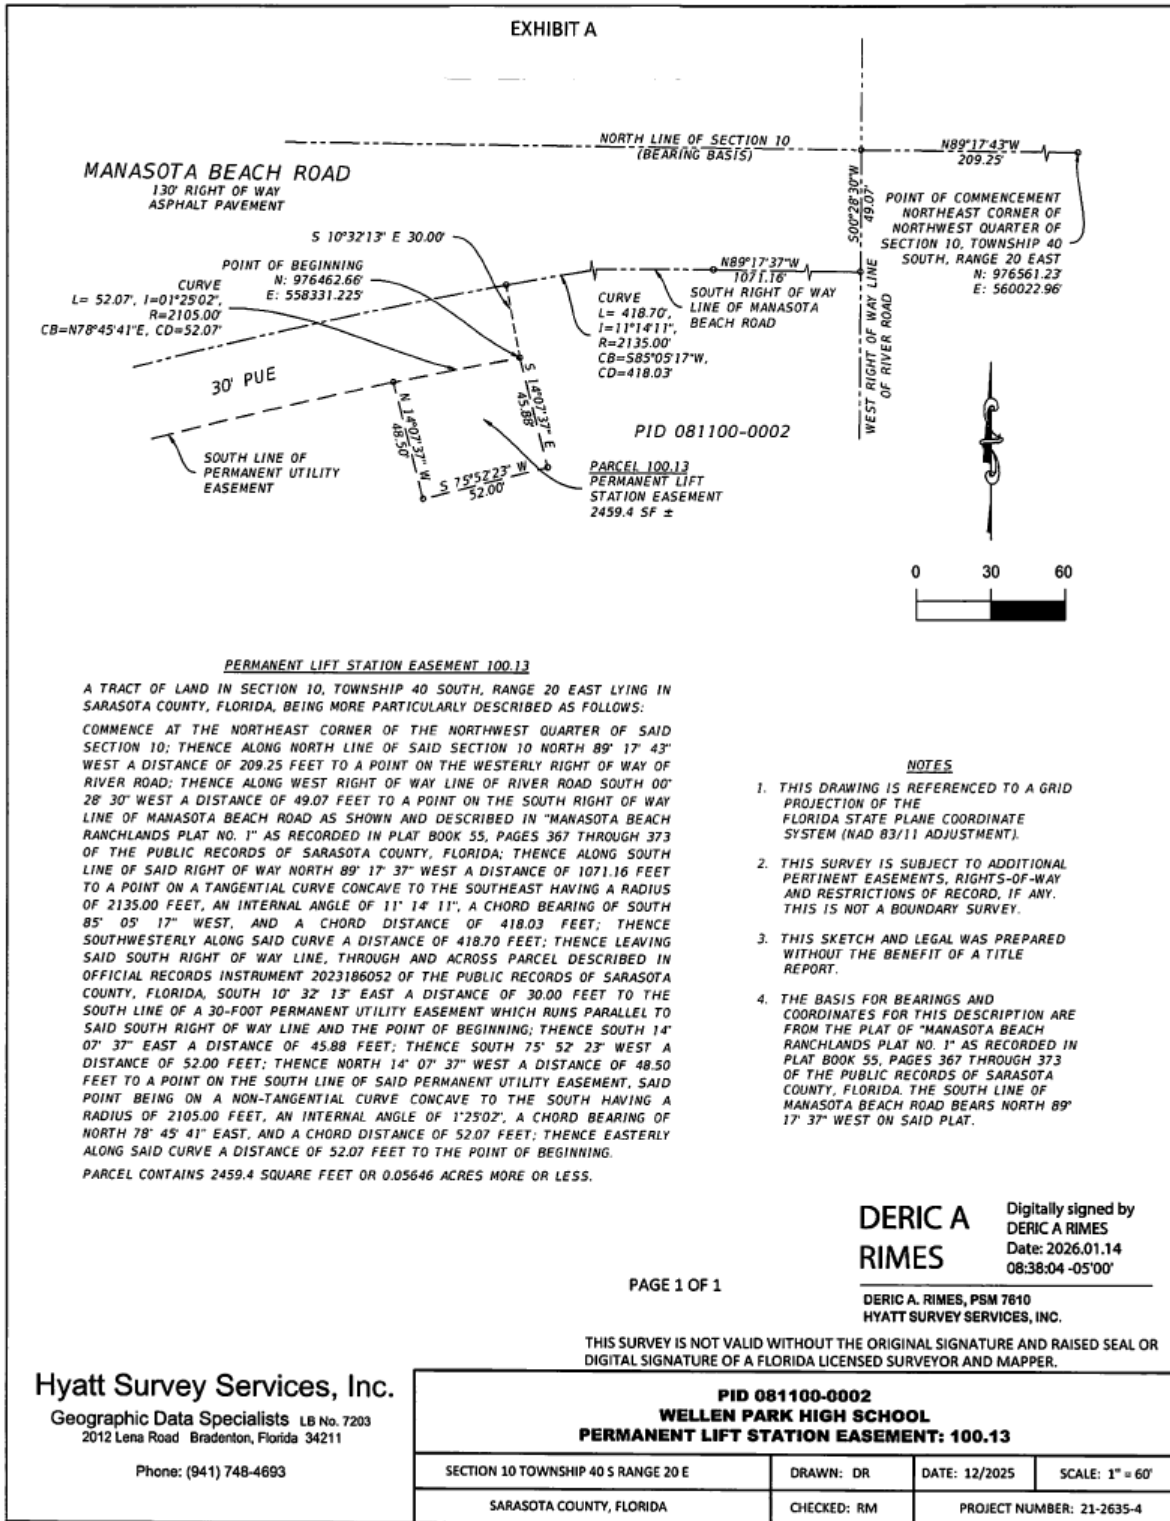 EXHIBIT A
NORTH LINE OF SECTION 10
(BEARING BASIS)
N89°17'43"W
209.25'
MANASOTA BEACH ROAD
130' RIGHT OF WAY
ASPHALT PAVEMENT
S00°28'30"W
49.07'
POINT OF COMMENCEMENT
NORTHEAST CORNER OF
NORTHWEST QUARTER OF
SECTION 10, TOWNSHIP 40
SOUTH, RANGE 20 EAST
N: 976561.23'
E: 560022.96'
S 10°32'13" E 30.00'
POINT OF BEGINNING
N: 976462.66'
E: 558331.225'
CURVE
L= 52.07', I=01°25'02",
R=2105.00'
CB=N78°45'41"E, CD=52.07'
N89°17'37"W
1071.16'
SOUTH RIGHT OF WAY
LINE OF MANASOTA
BEACH ROAD
CURVE
L= 418.70',
I=11°14'11",
R=2135.00'
CB=S85°05'17"W,
CD=418.03'
WEST RIGHT OF WAY LINE
OF RIVER ROAD
30' PUE
S 14°07'37" E
45.88'
N 14°07'37" W
48.50'
PID 081100-0002
SOUTH LINE OF
PERMANENT UTILITY
EASEMENT
S 75°52'23" W
52.00'
PARCEL 100.13
PERMANENT LIFT
STATION EASEMENT
2459.4 SF ±
0 30 60
PERMANENT LIFT STATION EASEMENT 100.13
A TRACT OF LAND IN SECTION 10, TOWNSHIP 40 SOUTH, RANGE 20 EAST LYING IN
SARASOTA COUNTY, FLORIDA, BEING MORE PARTICULARLY DESCRIBED AS FOLLOWS:
COMMENCE AT THE NORTHEAST CORNER OF THE NORTHWEST QUARTER OF SAID
SECTION 10; THENCE ALONG NORTH LINE OF SAID SECTION 10 NORTH 89° 17' 43"
WEST A DISTANCE OF 209.25 FEET TO A POINT ON THE WESTERLY RIGHT OF WAY OF
RIVER ROAD; THENCE ALONG WEST RIGHT OF WAY LINE OF RIVER ROAD SOUTH 00°
28' 30" WEST A DISTANCE OF 49.07 FEET TO A POINT ON THE SOUTH RIGHT OF WAY
LINE OF MANASOTA BEACH ROAD AS SHOWN AND DESCRIBED IN "MANASOTA BEACH
RANCHLANDS PLAT NO. 1" AS RECORDED IN PLAT BOOK 55, PAGES 367 THROUGH 373
OF THE PUBLIC RECORDS OF SARASOTA COUNTY, FLORIDA; THENCE ALONG SOUTH
LINE OF SAID RIGHT OF WAY NORTH 89° 17' 37" WEST A DISTANCE OF 1071.16 FEET
TO A POINT ON A TANGENTIAL CURVE CONCAVE TO THE SOUTHEAST HAVING A RADIUS
OF 2135.00 FEET, AN INTERNAL ANGLE OF 11° 14' 11", A CHORD BEARING OF SOUTH
85° 05' 17" WEST, AND A CHORD DISTANCE OF 418.03 FEET; THENCE
SOUTHWESTERLY ALONG SAID CURVE A DISTANCE OF 418.70 FEET; THENCE LEAVING
SAID SOUTH RIGHT OF WAY LINE, THROUGH AND ACROSS PARCEL DESCRIBED IN
OFFICIAL RECORDS INSTRUMENT 2023186052 OF THE PUBLIC RECORDS OF SARASOTA
COUNTY, FLORIDA, SOUTH 10° 32' 13" EAST A DISTANCE OF 30.00 FEET TO THE
SOUTH LINE OF A 30-FOOT PERMANENT UTILITY EASEMENT WHICH RUNS PARALLEL TO
SAID SOUTH RIGHT OF WAY LINE AND THE POINT OF BEGINNING; THENCE SOUTH 14°
07' 37" EAST A DISTANCE OF 45.88 FEET; THENCE SOUTH 75° 52' 23" WEST A
DISTANCE OF 52.00 FEET; THENCE NORTH 14° 07' 37" WEST A DISTANCE OF 48.50
FEET TO A POINT ON THE SOUTH LINE OF SAID PERMANENT UTILITY EASEMENT, SAID
POINT BEING ON A NON-TANGENTIAL CURVE CONCAVE TO THE SOUTH HAVING A
RADIUS OF 2105.00 FEET, AN INTERNAL ANGLE OF 1°25'02", A CHORD BEARING OF
NORTH 78° 45' 41" EAST, AND A CHORD DISTANCE OF 52.07 FEET; THENCE EASTERLY
ALONG SAID CURVE A DISTANCE OF 52.07 FEET TO THE POINT OF BEGINNING.
PARCEL CONTAINS 2459.4 SQUARE FEET OR 0.05646 ACRES MORE OR LESS.
NOTES
1. THIS DRAWING IS REFERENCED TO A GRID
PROJECTION OF THE
FLORIDA STATE PLANE COORDINATE
SYSTEM (NAD 83/11 ADJUSTMENT).
2. THIS SURVEY IS SUBJECT TO ADDITIONAL
PERTINENT EASEMENTS, RIGHTS-OF-WAY
AND RESTRICTIONS OF RECORD, IF ANY.
THIS IS NOT A BOUNDARY SURVEY.
3. THIS SKETCH AND LEGAL WAS PREPARED
WITHOUT THE BENEFIT OF A TITLE
REPORT.
4. THE BASIS FOR BEARINGS AND
COORDINATES FOR THIS DESCRIPTION ARE
FROM THE PLAT OF "MANASOTA BEACH
RANCHLANDS PLAT NO. 1" AS RECORDED IN
PLAT BOOK 55, PAGES 367 THROUGH 373
OF THE PUBLIC RECORDS OF SARASOTA
COUNTY, FLORIDA. THE SOUTH LINE OF
MANASOTA BEACH ROAD BEARS NORTH 89°
17' 37" WEST ON SAID PLAT.
DERIC A
RIMES
Digitally signed by
DERIC A RIMES
Date: 2026.01.14
08:38:04 -05'00'
PAGE 1 OF 1
DERIC A. RIMES, PSM 7610
HYATT SURVEY SERVICES, INC.
THIS SURVEY IS NOT VALID WITHOUT THE ORIGINAL SIGNATURE AND RAISED SEAL OR
DIGITAL SIGNATURE OF A FLORIDA LICENSED SURVEYOR AND MAPPER.
Hyatt Survey Services, Inc.
Geographic Data Specialists LB No. 7203
2012 Lena Road Bradenton, Florida 34211
Phone: (941) 748-4693
PID 081100-0002
WELLEN PARK HIGH SCHOOL
PERMANENT LIFT STATION EASEMENT: 100.13
SECTION 10 TOWNSHIP 40 S RANGE 20 E
DRAWN: DR
DATE: 12/2025
SCALE: 1" = 60'
SARASOTA COUNTY, FLORIDA
CHECKED: RM
PROJECT NUMBER: 21-2635-4